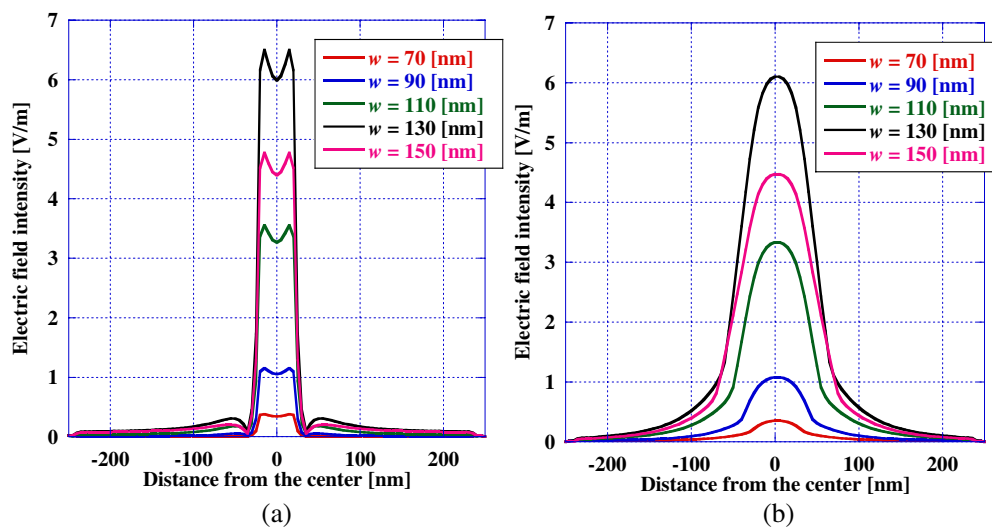 7
6
5
4
3
2
1
0
Electric field intensity [V/m]
-200
-100
0
100
200
Distance from the center [nm]
w = 70 [nm]
w = 90 [nm]
w = 110 [nm]
w = 130 [nm]
w = 150 [nm]
(a)
7
6
5
4
3
2
1
0
Electric field intensity [V/m]
-200
-100
0
100
200
Distance from the center [nm]
w = 70 [nm]
w = 90 [nm]
w = 110 [nm]
w = 130 [nm]
w = 150 [nm]
(b)